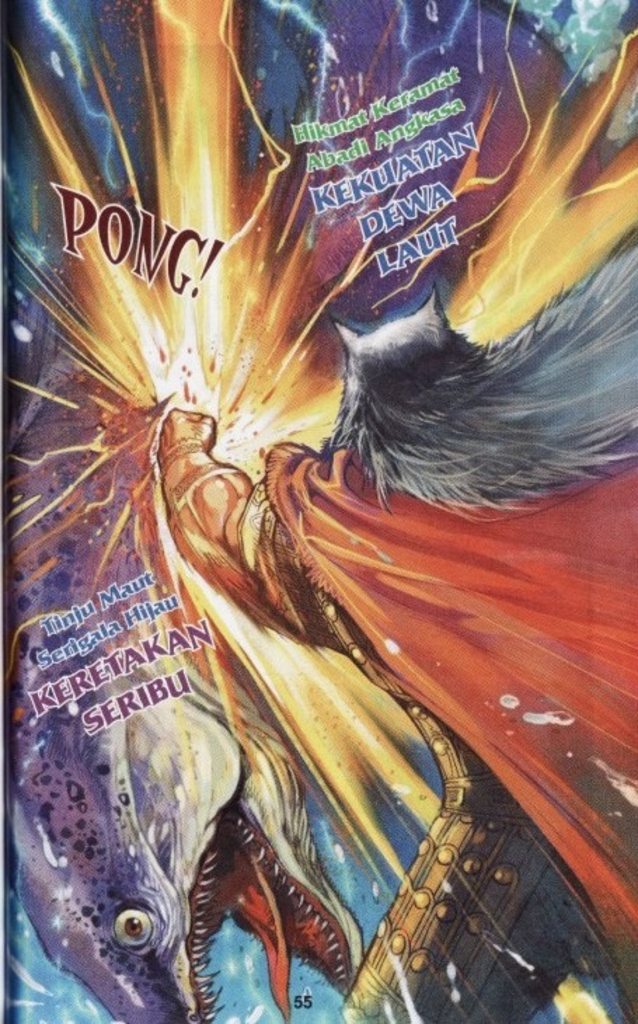 Hikmat Keramat
Abadi Angkasa
KEKUATAN
DEWA
LAUT
PONG!
Tinju Maut
Serigala Hijau
KERETAKAN
SERIBU
55